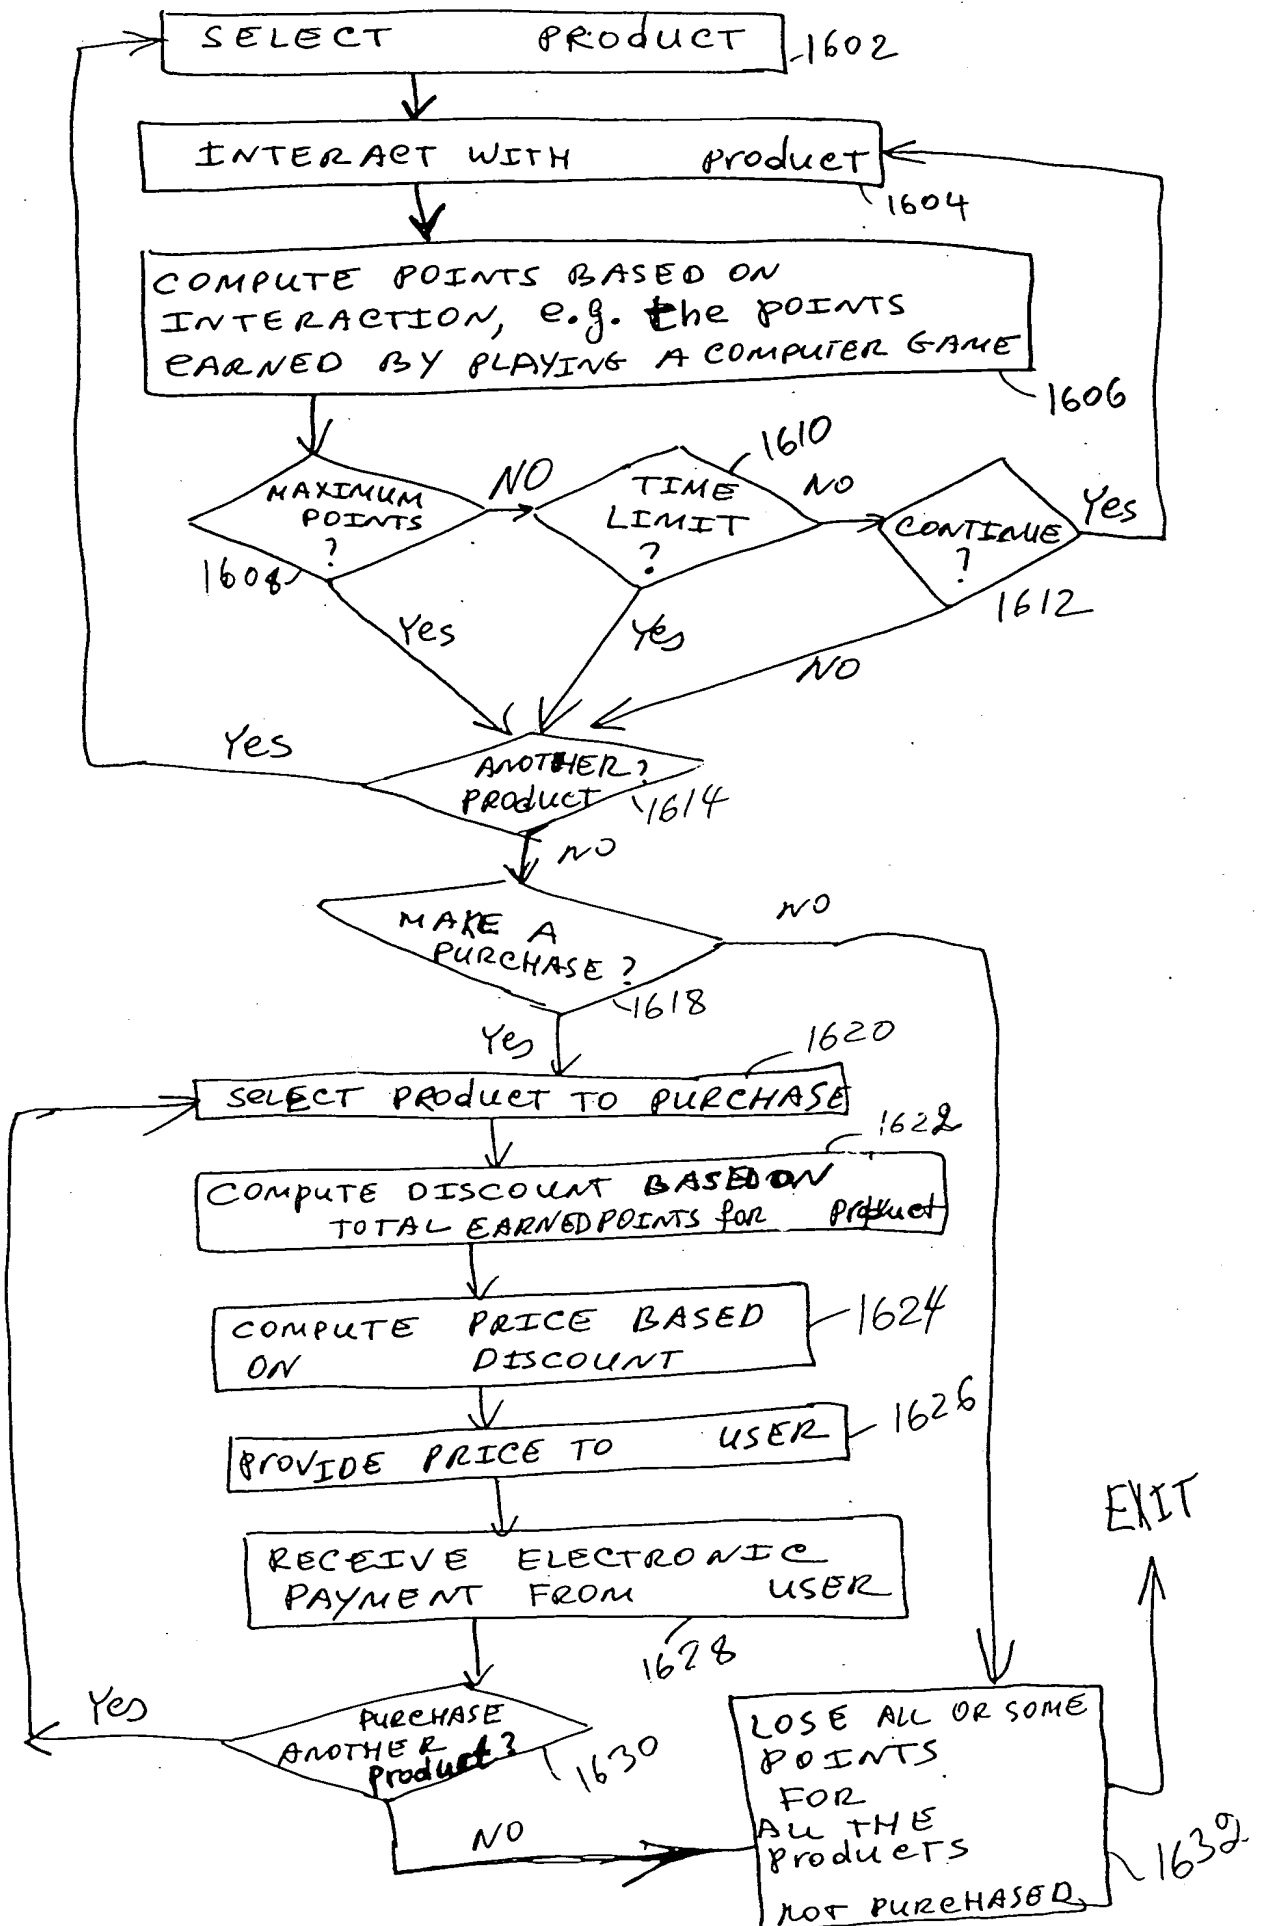 SELECT PRODUCT
1602
INTERACT WITH PRODUCT
1604
COMPUTE POINTS BASED ON
INTERACTION, e.g. the POINTS
EARNED BY PLAYING A COMPUTER GAME
1606
MAXIMUM
POINTS
?
1608
NO
TIME
LIMIT
?
1610
NO
CONTINUE
?
1612
Yes
Yes
Yes
NO
Yes
ANOTHER?
PRODUCT
1614
NO
MAKE A
PURCHASE?
1618
NO
Yes
1620
SELECT PRODUCT TO PURCHASE
1622
COMPUTE DISCOUNT BASED ON
TOTAL EARNED POINTS for Product
COMPUTE PRICE BASED
ON DISCOUNT
1624
PROVIDE PRICE TO USER
1626
RECEIVE ELECTRONIC
PAYMENT FROM USER
1628
EXIT
Yes
PURCHASE
ANOTHER
Product?
1630
NO
LOSE ALL OR SOME
POINTS
FOR
ALL THE
PRODUCTS
NOT PURCHASED
1632